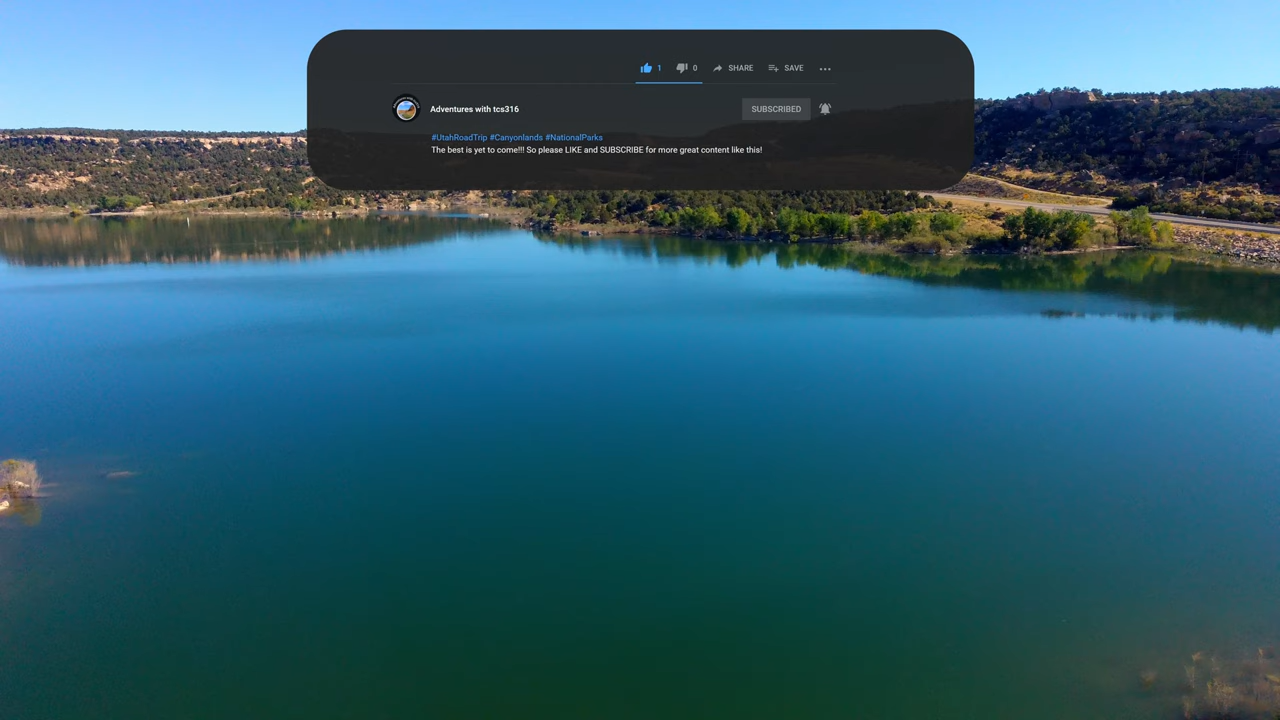 1 0 SHARE SAVE
Adventures with tcs316 SUBSCRIBED
#UtahRoadTrip #Canyonlands #NationalParks
The best is yet to come!!! So please LIKE and SUBSCRIBE for more great content like this!